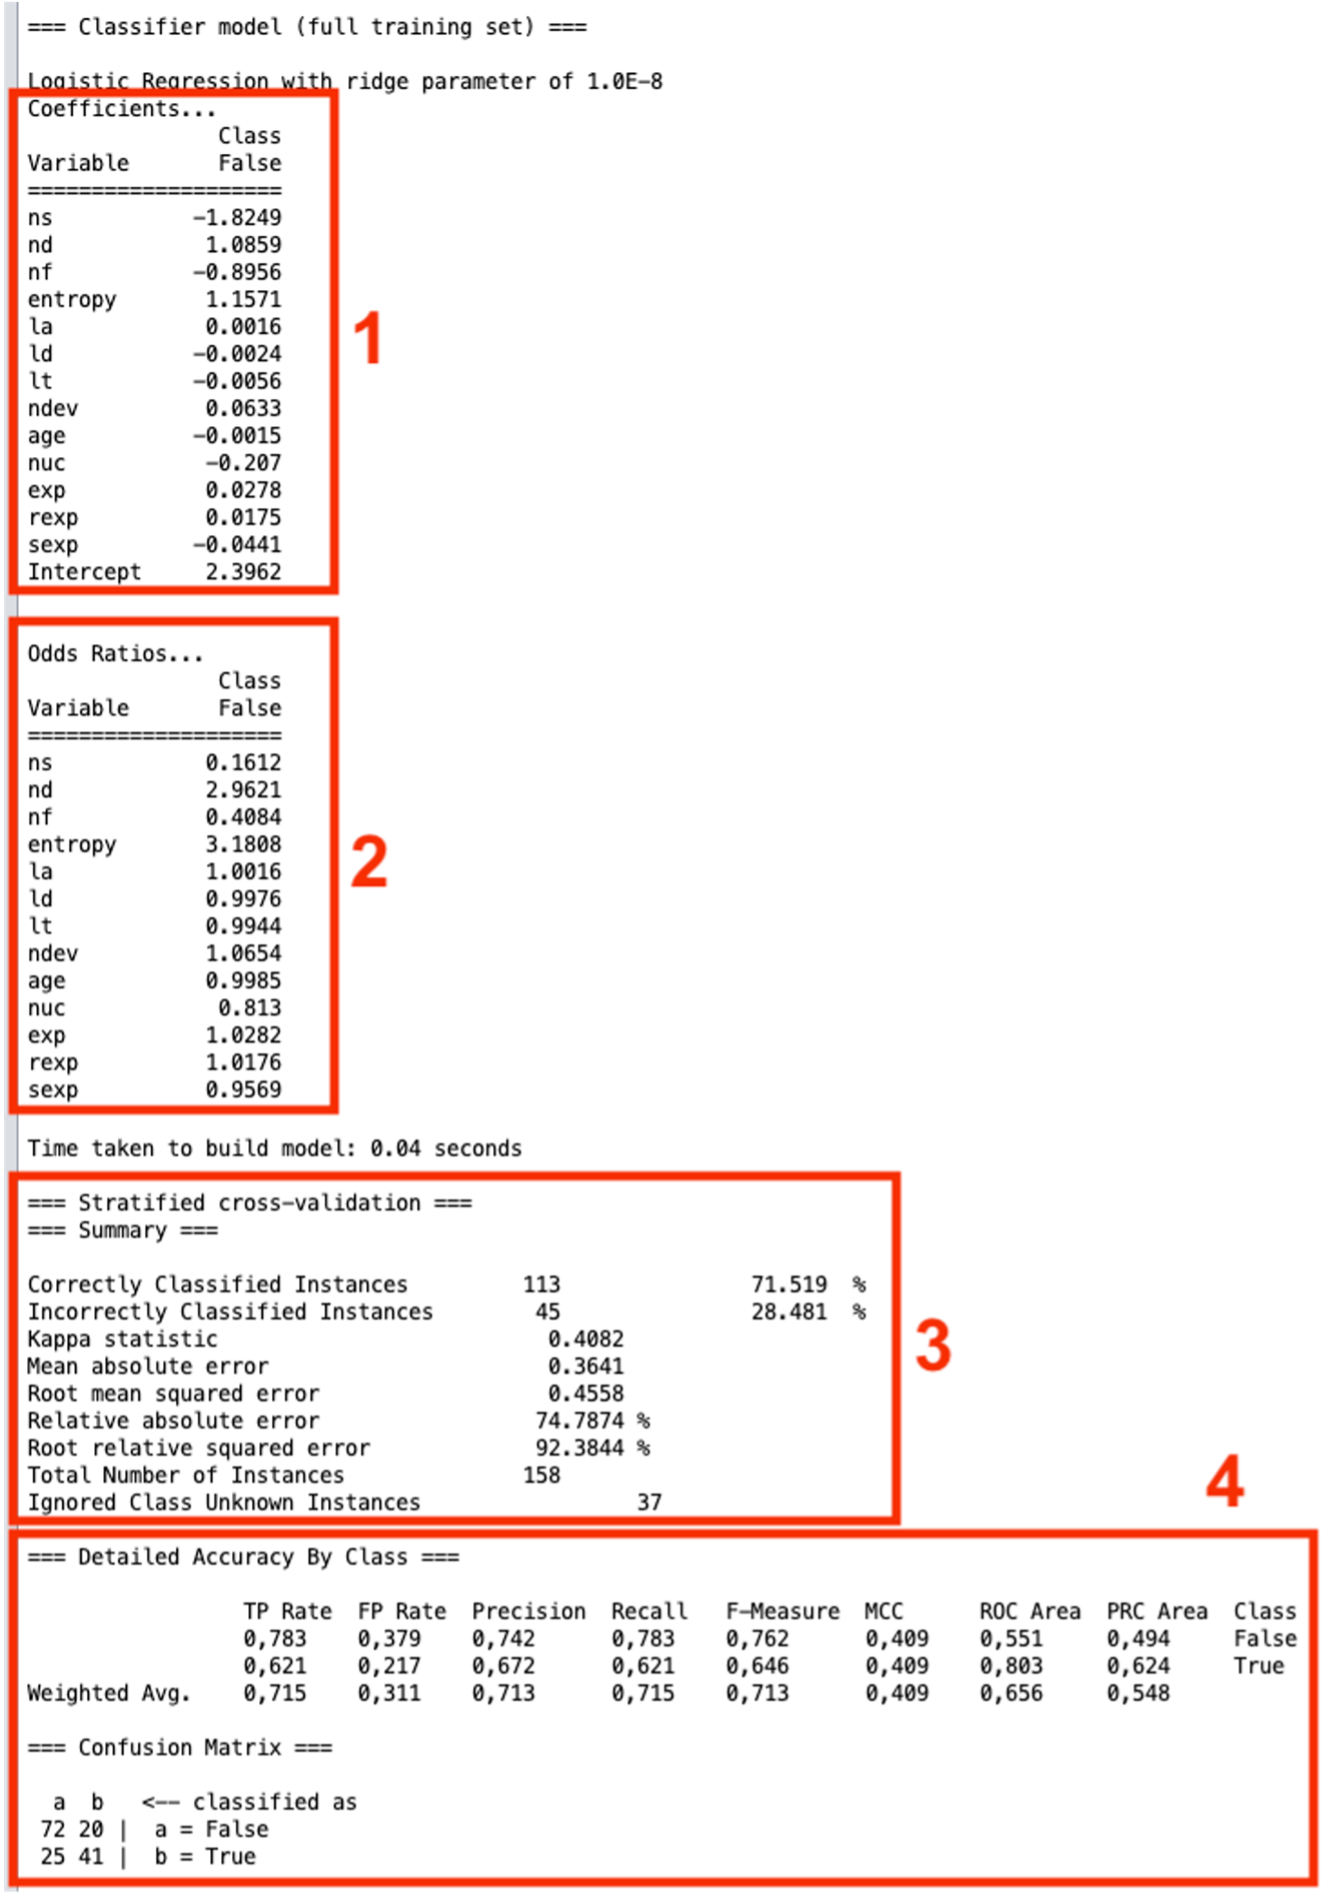 === Classifier model (full training set) ===
Logistic Regression with ridge parameter of 1.0E-8
Coefficients...
Class
Variable False
====================
ns -1.8249
nd 1.0859
nf -0.8956
entropy 1.1571
la 0.0016
ld -0.0024
lt -0.0056
ndev 0.0633
age -0.0015
nuc -0.207
exp 0.0278
rexp 0.0175
sexp -0.0441
Intercept 2.3962
1
Odds Ratios...
Class
Variable False
====================
ns 0.1612
nd 2.9621
nf 0.4084
entropy 3.1808
la 1.0016
ld 0.9976
lt 0.9944
ndev 1.0654
age 0.9985
nuc 0.813
exp 1.0282
rexp 1.0176
sexp 0.9569
2
Time taken to build model: 0.04 seconds
=== Stratified cross-validation ===
=== Summary ===
Correctly Classified Instances 113 71.519 %
Incorrectly Classified Instances 45 28.481 %
Kappa statistic 0.4082
Mean absolute error 0.3641
Root mean squared error 0.4558
Relative absolute error 74.7874 %
Root relative squared error 92.3844 %
Total Number of Instances 158
Ignored Class Unknown Instances 37
3
4
=== Detailed Accuracy By Class ===
TP Rate FP Rate Precision Recall F-Measure MCC ROC Area PRC Area Class
0,783 0,379 0,742 0,783 0,762 0,409 0,551 0,494 False
0,621 0,217 0,672 0,621 0,646 0,409 0,803 0,624 True
Weighted Avg. 0,715 0,311 0,713 0,715 0,713 0,409 0,656 0,548
=== Confusion Matrix ===
a b <-- classified as
72 20 | a = False
25 41 | b = True